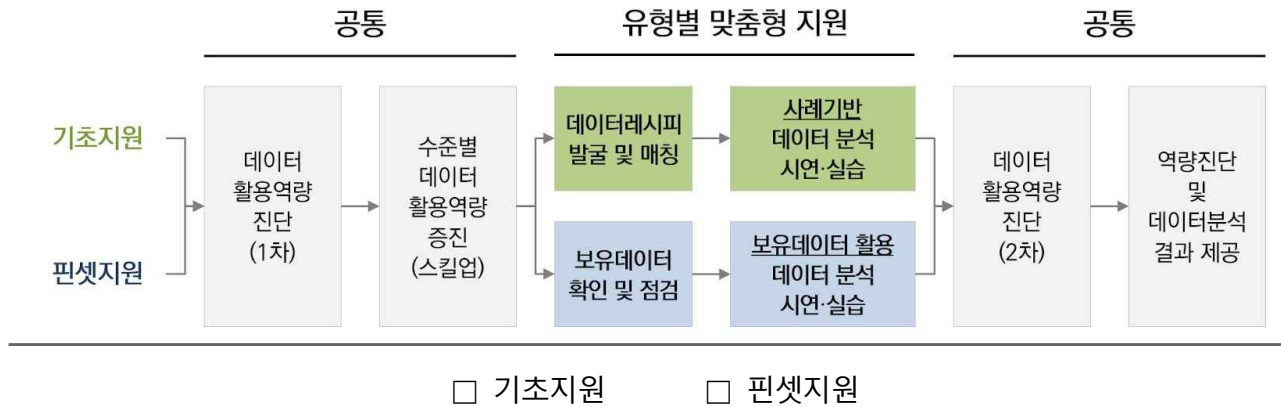 공통
유형별 맞춤형 지원
공통
기초지원
핀셋지원
데이터
활용역량
진단
(1차)
수준별
데이터
활용역량
증진
(스킬업)
데이터레시피
발굴 및 매칭
사례기반
데이터 분석
시연·실습
보유데이터
확인 및 점검
보유데이터 활용
데이터 분석
시연·실습
데이터
활용역량
진단
(2차)
역량진단
및
데이터분석
결과 제공
□ 기초지원 □ 핀셋지원